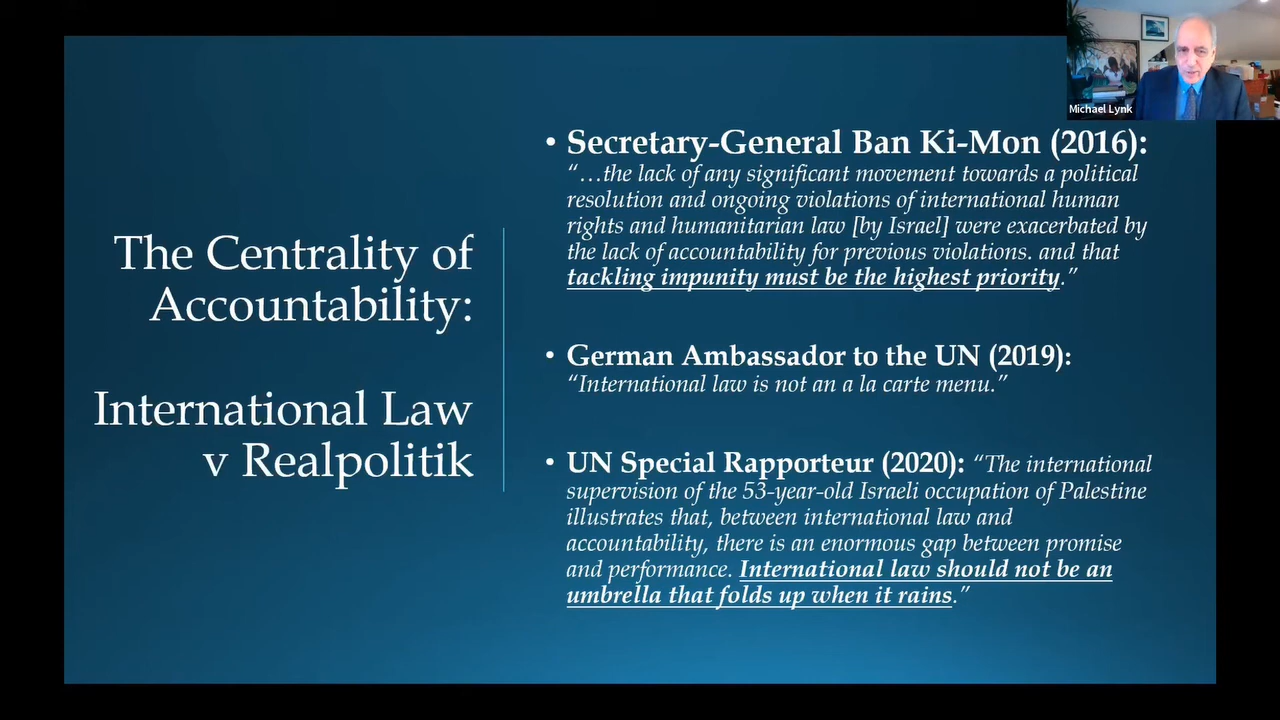 Michael Lynk
The Centrality of
Accountability:
International Law
v Realpolitik
• Secretary-General Ban Ki-Mon (2016):
“…the lack of any significant movement towards a political
resolution and ongoing violations of international human
rights and humanitarian law [by Israel] were exacerbated by
the lack of accountability for previous violations. and that
tackling impunity must be the highest priority.”
• German Ambassador to the UN (2019):
“International law is not an a la carte menu.”
• UN Special Rapporteur (2020): “The international
supervision of the 53-year-old Israeli occupation of Palestine
illustrates that, between international law and
accountability, there is an enormous gap between promise
and performance. International law should not be an
umbrella that folds up when it rains.”